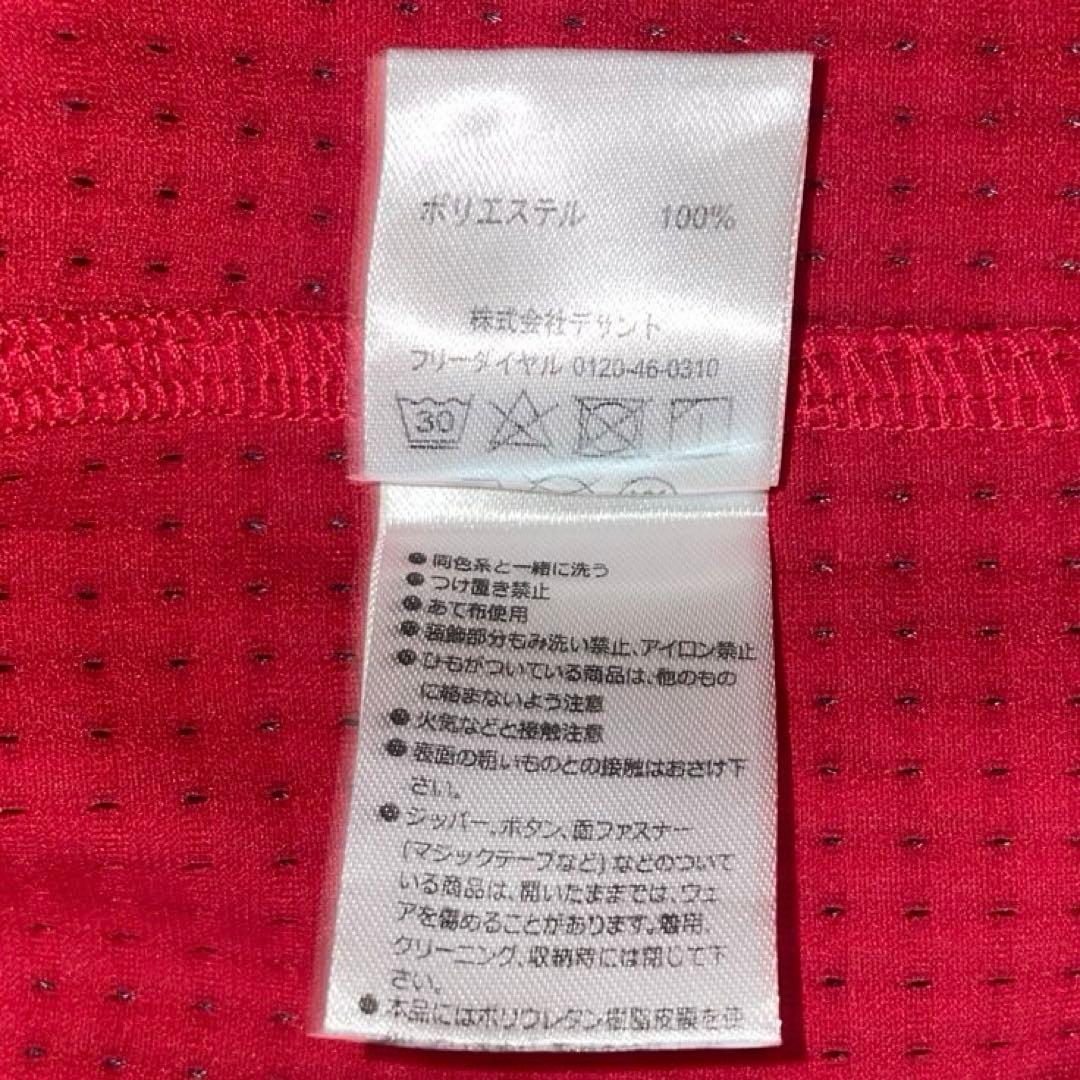 ポリエステル 100%
株式会社デサント
フリーダイヤル 0120-46-0310
30
● 同色系と一緒に洗う
● つけ置き禁止
● あて布使用
● 装飾部分もみ洗い禁止、アイロン禁止
● ひもがついている商品は、他のもの
に絡まないよう注意
● 火気などと接触注意
● 表面の粗いものとの接触はおさけ下
さい。
● ジッパー、ボタン、面ファスナー
(マジックテープなど)などのついて
いる商品は、開いたままでは、ウェ
アを傷めることがあります。着用、
クリーニング、収納時には閉じて下
さい。
● 本品にはポリウレタン樹脂皮膜を使